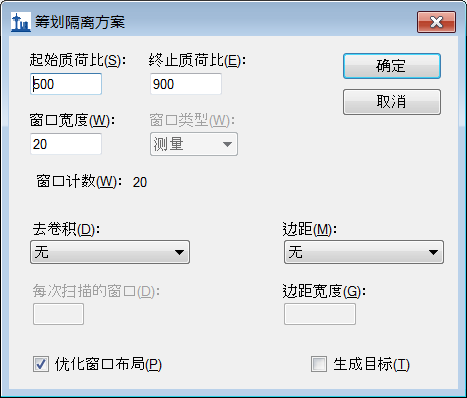 筹划隔离方案
起始质荷比(S): 终止质荷比(E):
500 900
确定
取消
窗口宽度(W): 窗口类型(W):
20 测量
窗口计数(W): 20
去卷积(D): 边距(M):
无 无
每次扫描的窗口(D): 边距宽度(G):
优化窗口布局(P) 生成目标(T)